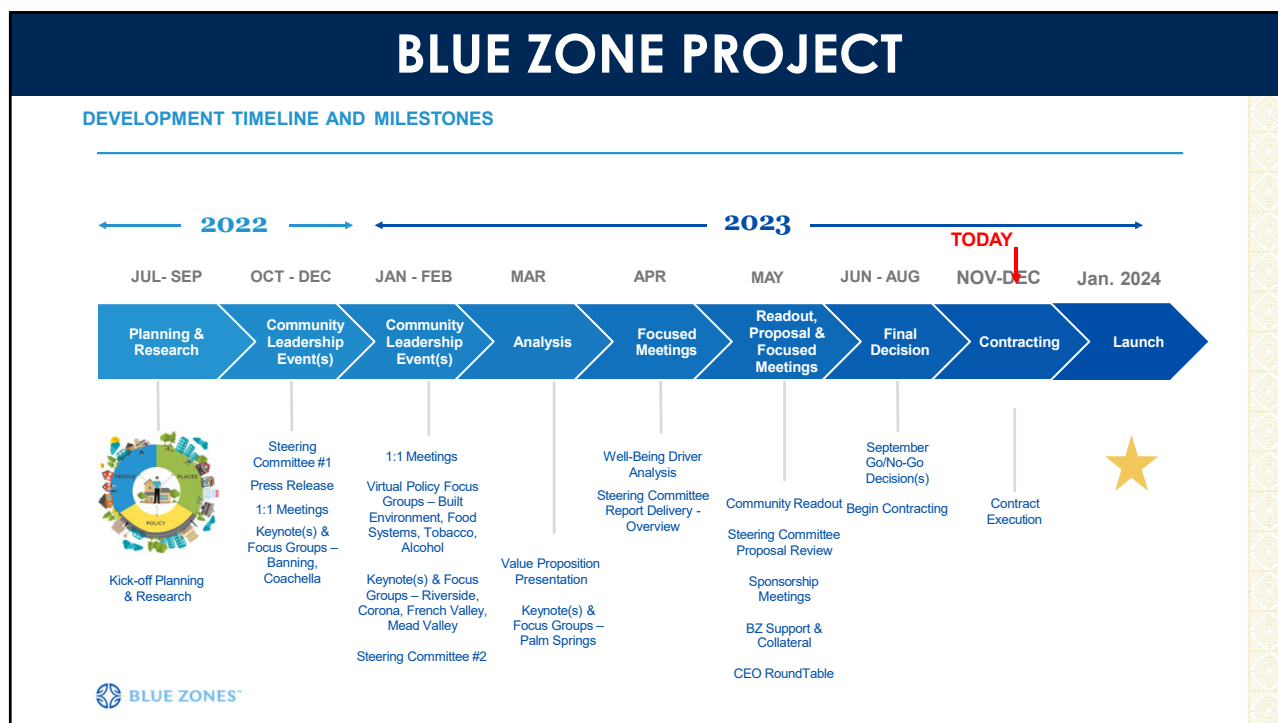 BLUE ZONE PROJECT
DEVELOPMENT TIMELINE AND MILESTONES
2022
2023
TODAY
JUL- SEP
OCT - DEC
JAN - FEB
MAR
APR
MAY
JUN - AUG
NOV-DEC
Jan. 2024
Planning &
Research
Community
Leadership
Event(s)
Community
Leadership
Event(s)
Analysis
Focused
Meetings
Readout,
Proposal &
Focused
Meetings
Final
Decision
Contracting
Launch
PEOPLE
PLACES
POLICY
Kick-off Planning
& Research
Steering
Committee #1
Press Release
1:1 Meetings
Keynote(s) &
Focus Groups –
Banning,
Coachella
1:1 Meetings
Virtual Policy Focus
Groups – Built
Environment, Food
Systems, Tobacco,
Alcohol
Keynote(s) & Focus
Groups – Riverside,
Corona, French Valley,
Mead Valley
Steering Committee #2
Value Proposition
Presentation
Keynote(s) &
Focus Groups –
Palm Springs
Well-Being Driver
Analysis
Steering Committee
Report Delivery -
Overview
Community Readout
Steering Committee
Proposal Review
Sponsorship
Meetings
BZ Support &
Collateral
CEO RoundTable
September
Go/No-Go
Decision(s)
Begin Contracting
Contract
Execution
BLUE ZONES™